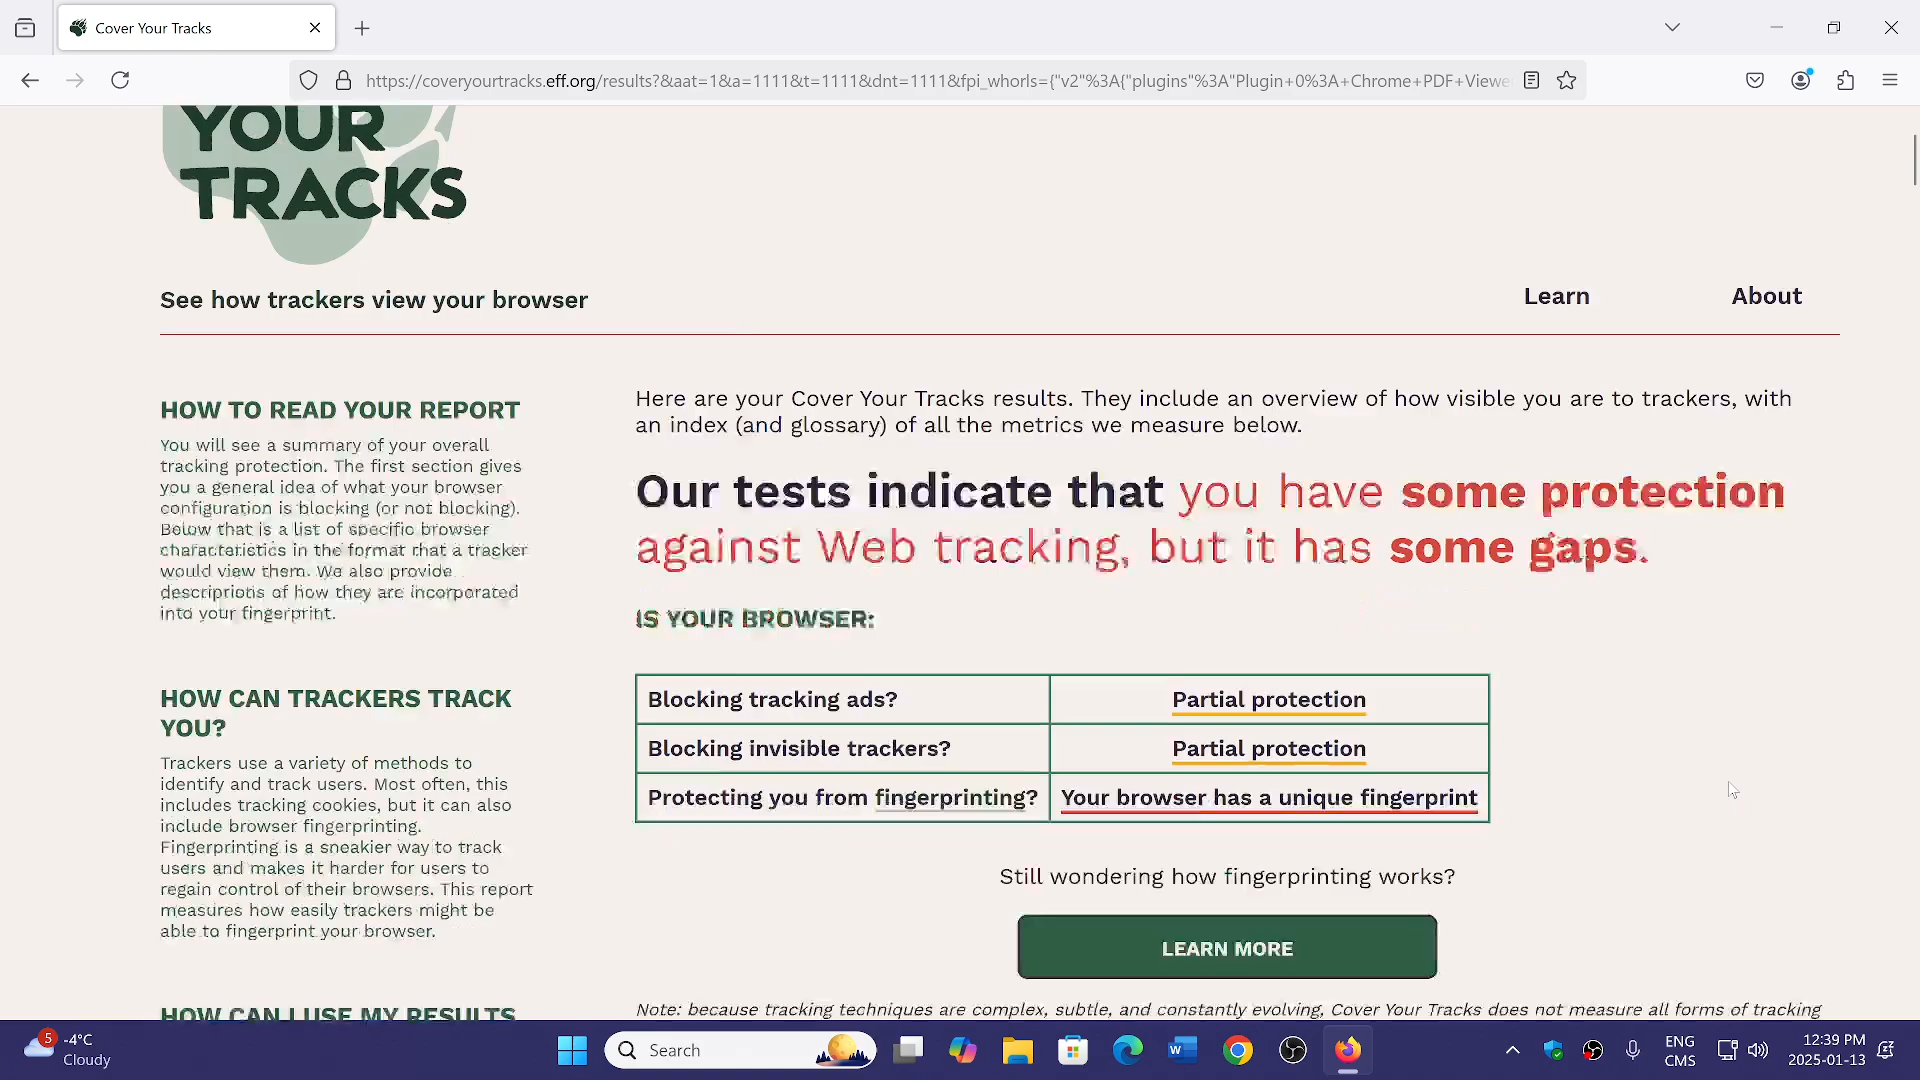 Cover Your Tracks
https://coveryourtracks.eff.org/results?&aat=1&a=1111&t=1111&dnt=1111&fpi_whorls={"v2"%3A{"plugins"%3A"Plugin+0%3A+Chrome+PDF+Viewe
YOUR
TRACKS
See how trackers view your browser
Learn
About
HOW TO READ YOUR REPORT
You will see a summary of your overall
tracking protection. The first section gives
you a general idea of what your browser
configuration is blocking (or not blocking).
Below that is a list of specific browser
characteristics in the format that a tracker
would view them. We also provide
descriptions of how they are incorporated
into your fingerprint.
HOW CAN TRACKERS TRACK
YOU?
Trackers use a variety of methods to
identify and track users. Most often, this
includes tracking cookies, but it can also
include browser fingerprinting.
Fingerprinting is a sneakier way to track
users and makes it harder for users to
regain control of their browsers. This report
measures how easily trackers might be
able to fingerprint your browser.
HOW CAN I USE MY RESULTS
Here are your Cover Your Tracks results. They include an overview of how visible you are to trackers, with
an index (and glossary) of all the metrics we measure below.
Our tests indicate that you have some protection
against Web tracking, but it has some gaps.
IS YOUR BROWSER:
Blocking tracking ads? Partial protection
Blocking invisible trackers? Partial protection
Protecting you from fingerprinting? Your browser has a unique fingerprint
Still wondering how fingerprinting works?
LEARN MORE
Note: because tracking techniques are complex, subtle, and constantly evolving, Cover Your Tracks does not measure all forms of tracking
5
-4°C
Cloudy
Search
W
ENG
CMS
12:39 PM
2025-01-13